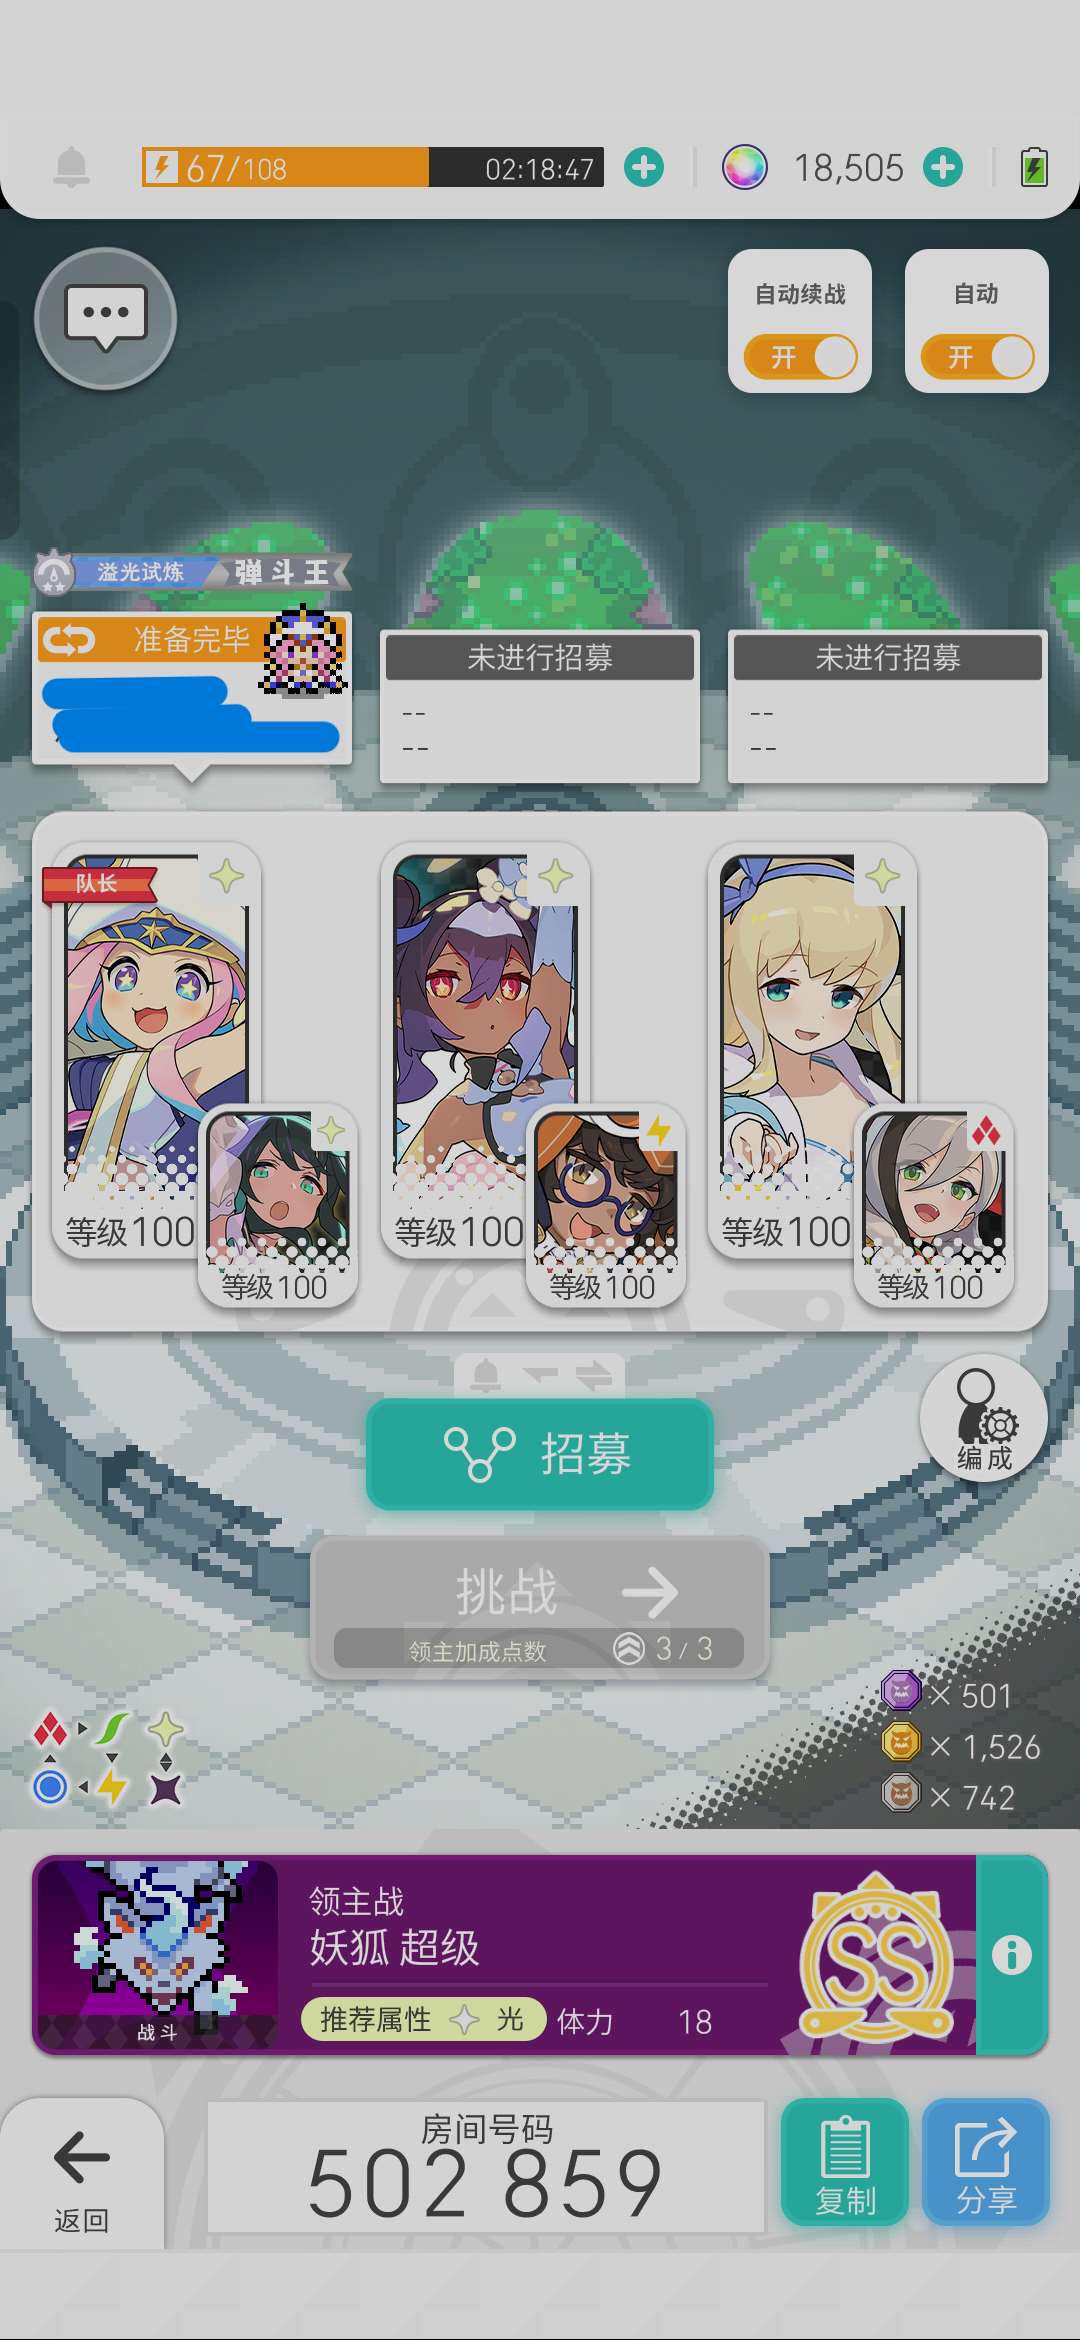 67/108 02:18:47
18,505
自动续战
自动
开
开
溢光试炼 弹斗王
准备完毕
未进行招募
未进行招募
--
--
--
--
队长
等级100
等级100
等级100
等级100
等级100
等级100
招募
编成
挑战
领主加成点数 3 / 3
× 501
× 1,526
× 742
领主战
妖狐 超级
推荐属性 光 体力 18
SS
战斗
房间号码
502 859
返回
复制
分享